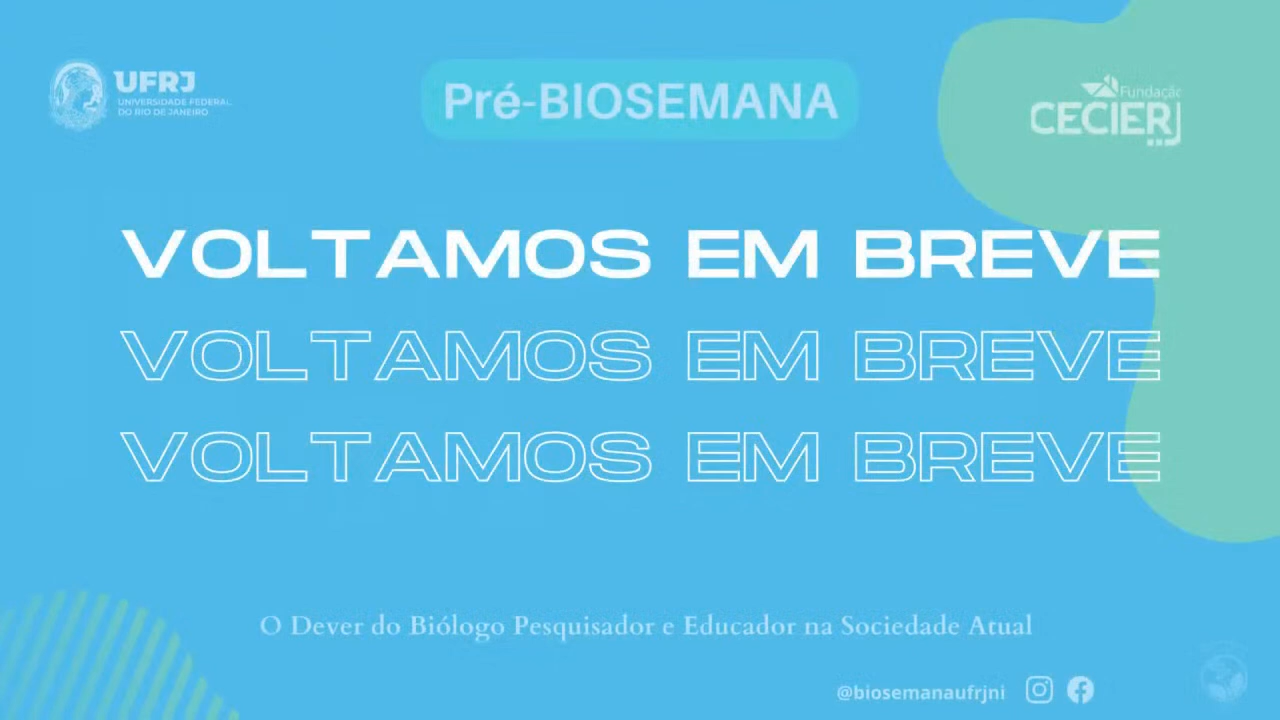 UFRJ
UNIVERSIDADE FEDERAL
DO RIO DE JANEIRO
Pré-BIOSEMANA
Fundação
CECIERJ
VOLTAMOS EM BREVE
VOLTAMOS EM BREVE
VOLTAMOS EM BREVE
O Dever do Biólogo Pesquisador e Educador na Sociedade Atual
@biosemanaufrjni